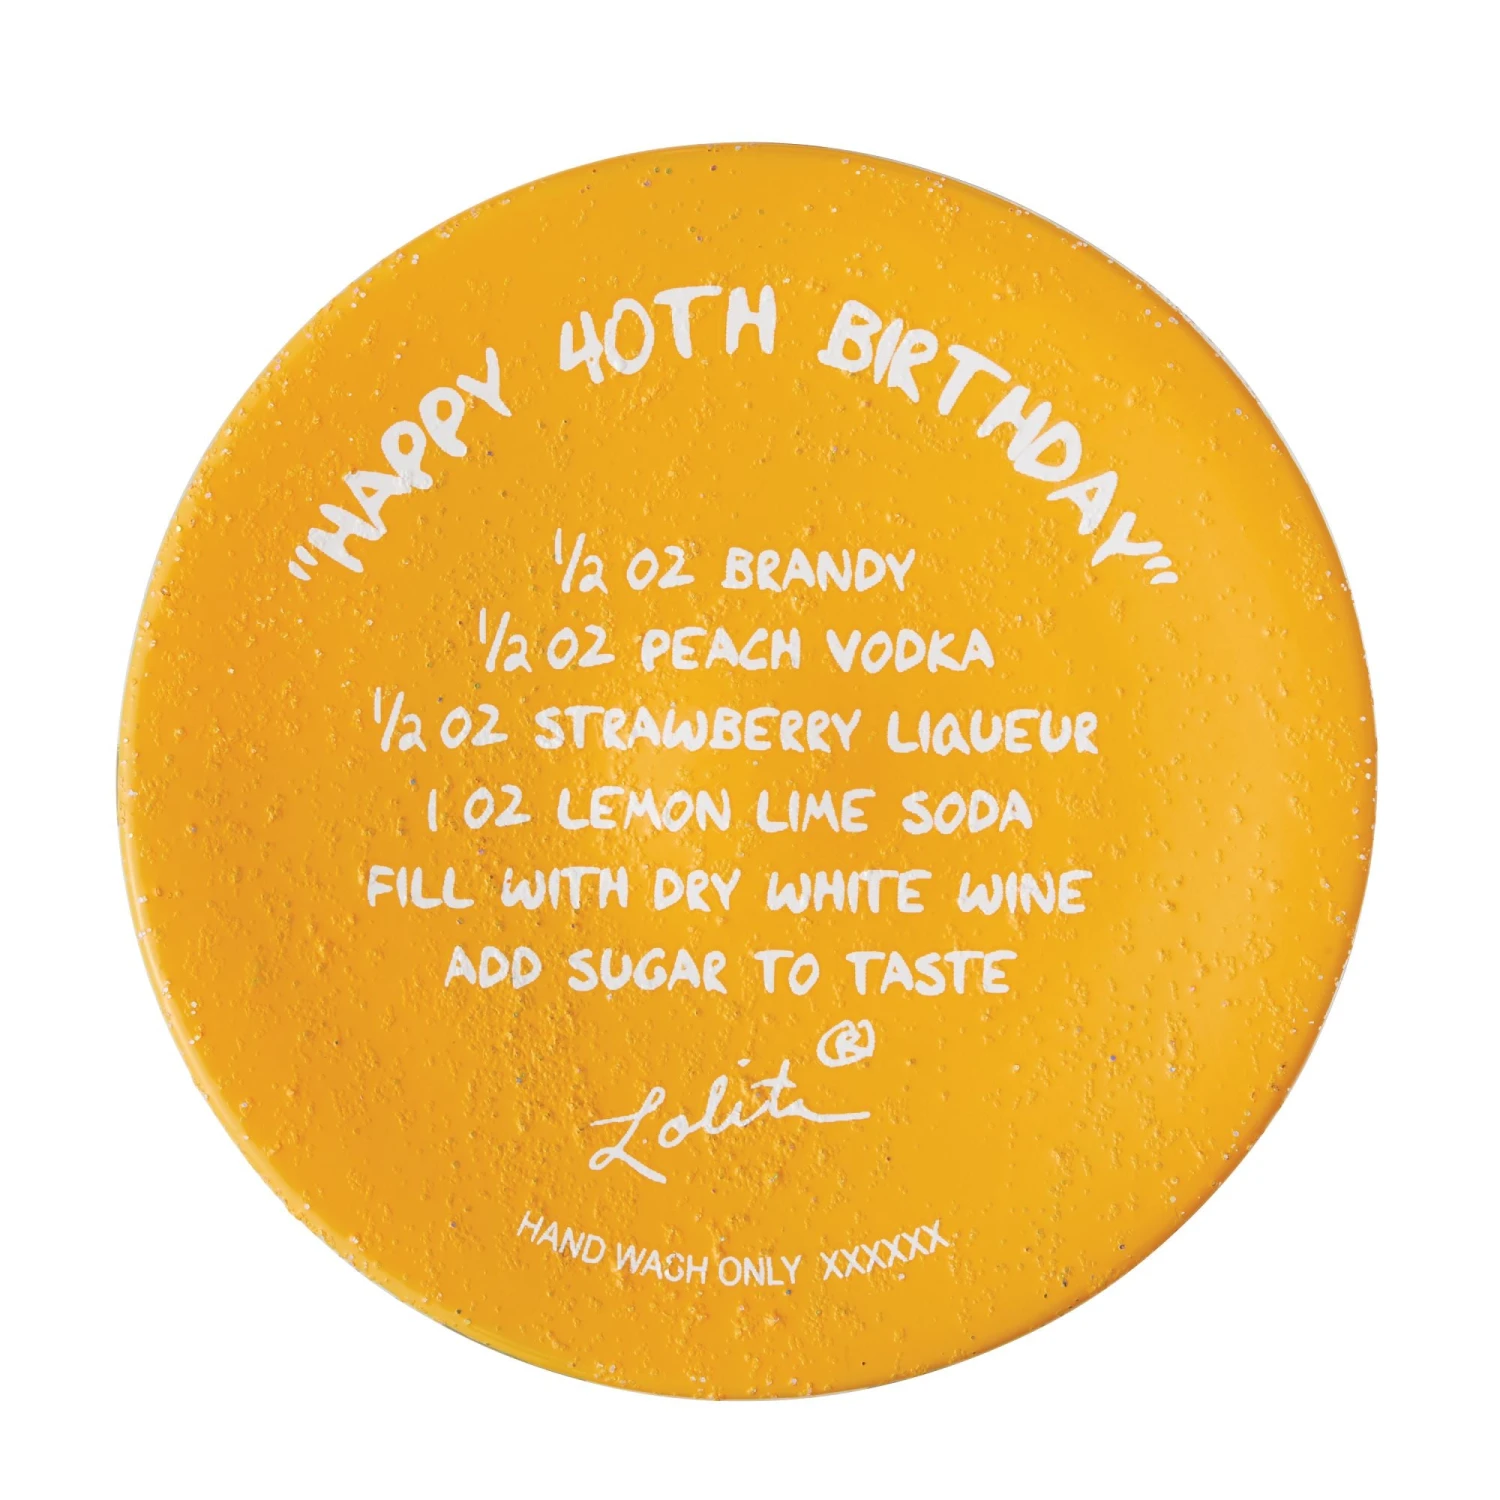 "HAPPY 40TH BIRTHDAY"
1/2 OZ BRANDY
1/2 OZ PEACH VODKA
1/2 OZ STRAWBERRY LIQUEUR
1 OZ LEMON LIME SODA
FILL WITH DRY WHITE WINE
ADD SUGAR TO TASTE
Lolita®
HAND WASH ONLY XXXXXX